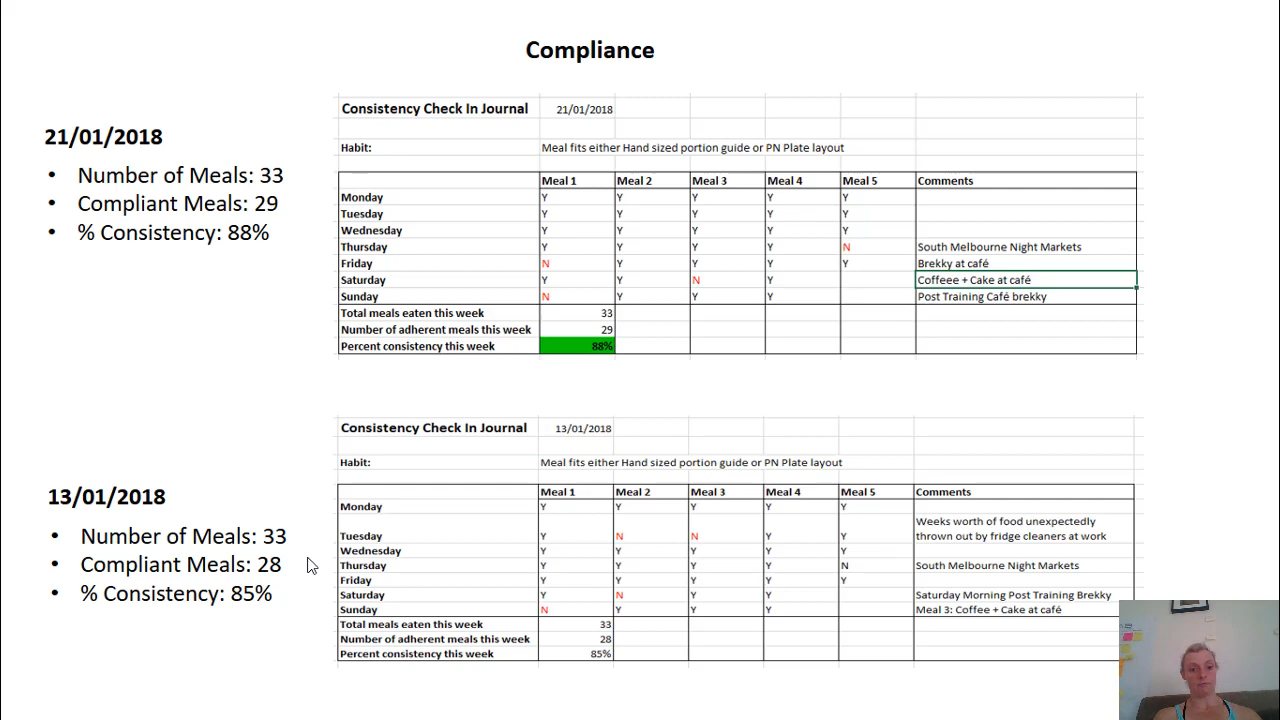 Compliance
21/01/2018
• Number of Meals: 33
• Compliant Meals: 29
• % Consistency: 88%
Consistency Check In Journal 21/01/2018
Habit: Meal fits either Hand sized portion guide or PN Plate layout
Meal 1 Meal 2 Meal 3 Meal 4 Meal 5 Comments
Monday Y Y Y Y Y
Tuesday Y Y Y Y Y
Wednesday Y Y Y Y Y
Thursday Y Y Y Y N South Melbourne Night Markets
Friday N Y Y Y Y Brekky at café
Saturday Y Y N Y Coffeee + Cake at café
Sunday N Y Y Y Post Training Café brekky
Total meals eaten this week 33
Number of adherent meals this week 29
Percent consistency this week 88%
13/01/2018
• Number of Meals: 33
• Compliant Meals: 28
• % Consistency: 85%
Consistency Check In Journal 13/01/2018
Habit: Meal fits either Hand sized portion guide or PN Plate layout
Meal 1 Meal 2 Meal 3 Meal 4 Meal 5 Comments
Monday Y Y Y Y Y
Weeks worth of food unexpectedly
Tuesday Y N N Y Y thrown out by fridge cleaners at work
Wednesday Y Y Y Y Y
Thursday Y Y Y Y N South Melbourne Night Markets
Friday Y Y Y Y Y
Saturday Y N Y Y Saturday Morning Post Training Brekky
Sunday N Y Y Y Meal 3: Coffee + Cake at café
Total meals eaten this week 33
Number of adherent meals this week 28
Percent consistency this week 85%